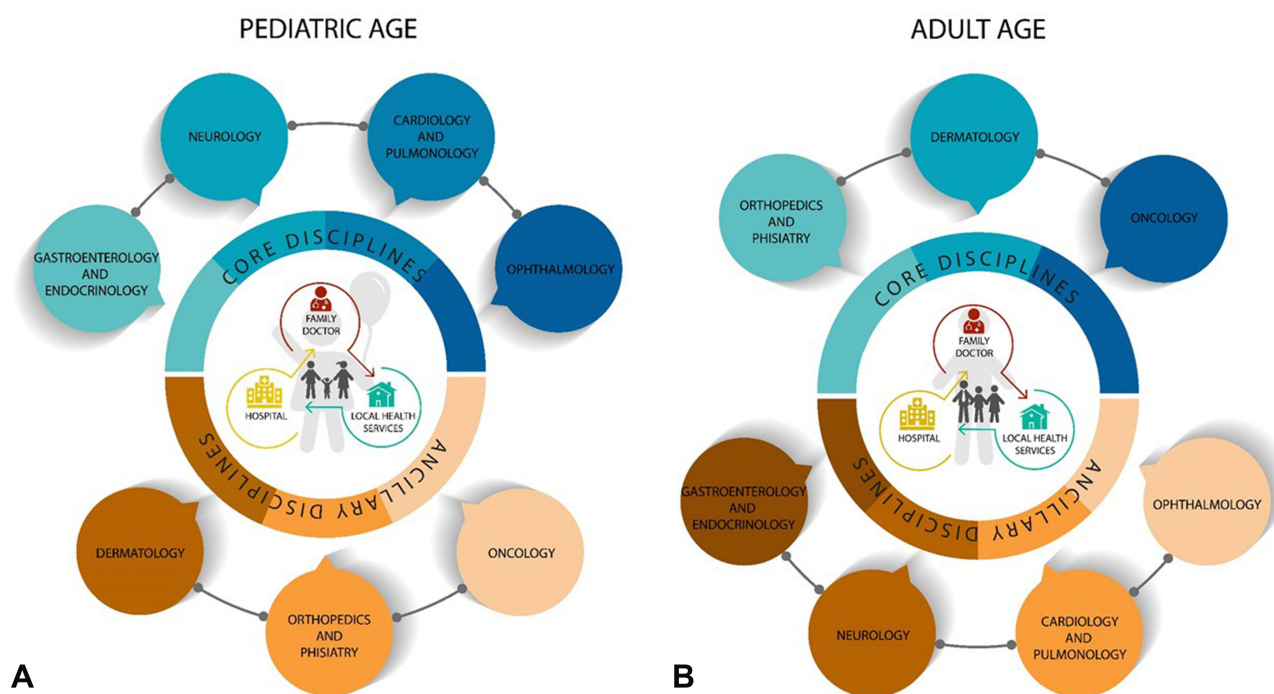 PEDIATRIC AGE
NEUROLOGY
CARDIOLOGY
AND
PULMONOLOGY
GASTROENTEROLOGY
AND
ENDOCRINOLOGY
OPHTHALMOLOGY
CORE DISCIPLINES
FAMILY
DOCTOR
HOSPITAL
LOCAL HEALTH
SERVICES
ANCILLARY DISCIPLINES
DERMATOLOGY
ORTHOPEDICS
AND
PHISIATRY
ONCOLOGY
A
ADULT AGE
DERMATOLOGY
ORTHOPEDICS
AND
PHISIATRY
ONCOLOGY
CORE DISCIPLINES
FAMILY
DOCTOR
HOSPITAL
LOCAL HEALTH
SERVICES
ANCILLARY DISCIPLINES
GASTROENTEROLOGY
AND
ENDOCRINOLOGY
OPHTHALMOLOGY
NEUROLOGY
CARDIOLOGY
AND
PULMONOLOGY
B